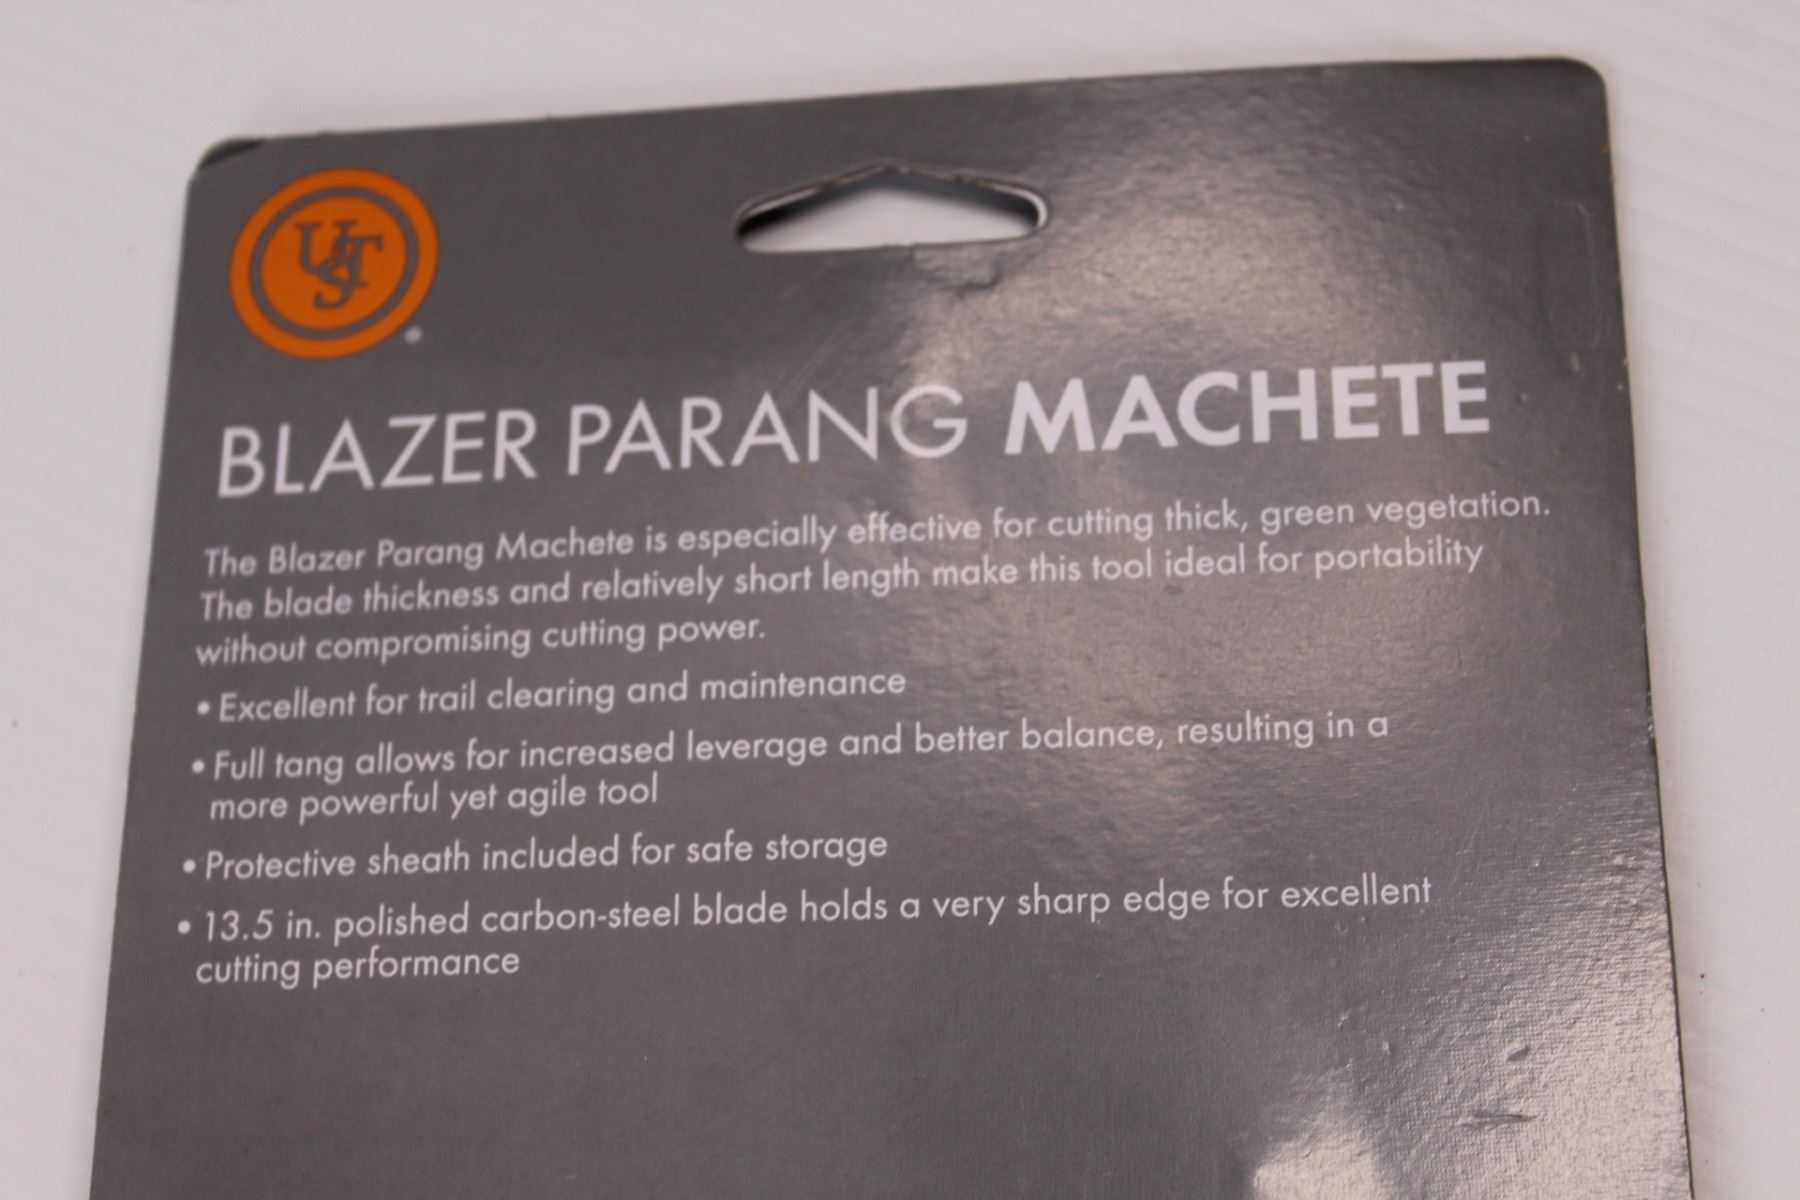 UST
BLAZER PARANG MACHETE
The Blazer Parang Machete is especially effective for cutting thick, green vegetation.
The blade thickness and relatively short length make this tool ideal for portability
without compromising cutting power.
• Excellent for trail clearing and maintenance
• Full tang allows for increased leverage and better balance, resulting in a
more powerful yet agile tool
• Protective sheath included for safe storage
• 13.5 in. polished carbon-steel blade holds a very sharp edge for excellent
cutting performance